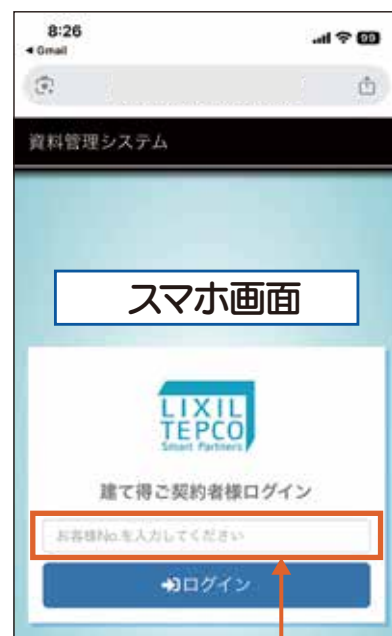 8:26
99
◀ Gmail
資料管理システム
スマホ画面
LIXIL
TEPCO
Smart Partners
建て得ご契約者様ログイン
お客様No.を入力してください
ログイン